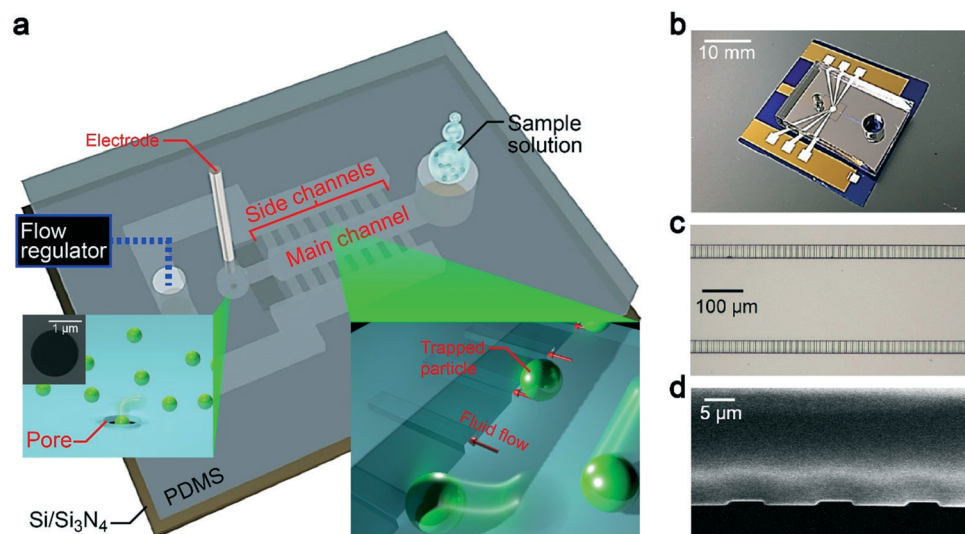 a
Electrode
Sample
solution
Side channels
Main channel
Flow
regulator
1 μm
Pore
Trapped
particle
Fluid flow
PDMS
Si/Si3N4
b
10 mm
c
100 μm
d
5 μm